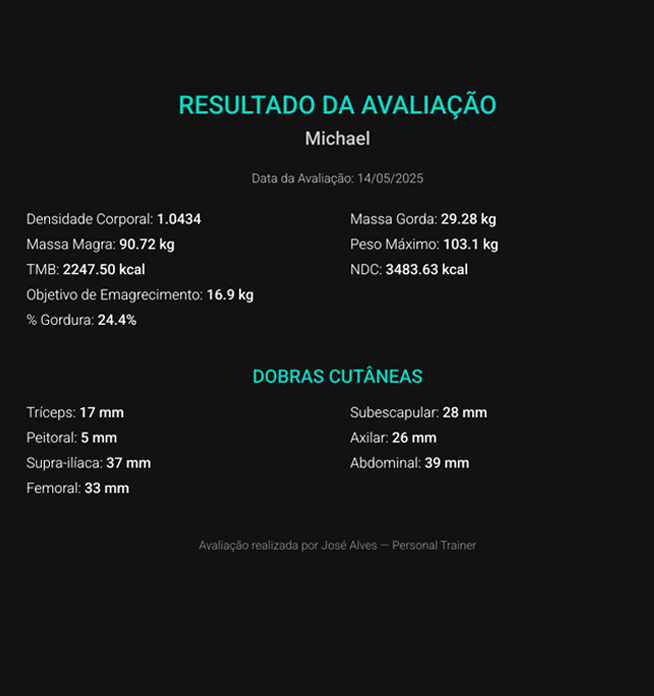 RESULTADO DA AVALIAÇÃO
Michael
Data da Avaliação: 14/05/2025
Densidade Corporal: 1.0434
Massa Gorda: 29.28 kg
Massa Magra: 90.72 kg
Peso Máximo: 103.1 kg
TMB: 2247.50 kcal
NDC: 3483.63 kcal
Objetivo de Emagrecimento: 16.9 kg
% Gordura: 24.4%
DOBRAS CUTÂNEAS
Tríceps: 17 mm
Subescapular: 28 mm
Peitoral: 5 mm
Axilar: 26 mm
Supra-ilíaca: 37 mm
Abdominal: 39 mm
Femoral: 33 mm
Avaliação realizada por José Alves — Personal Trainer